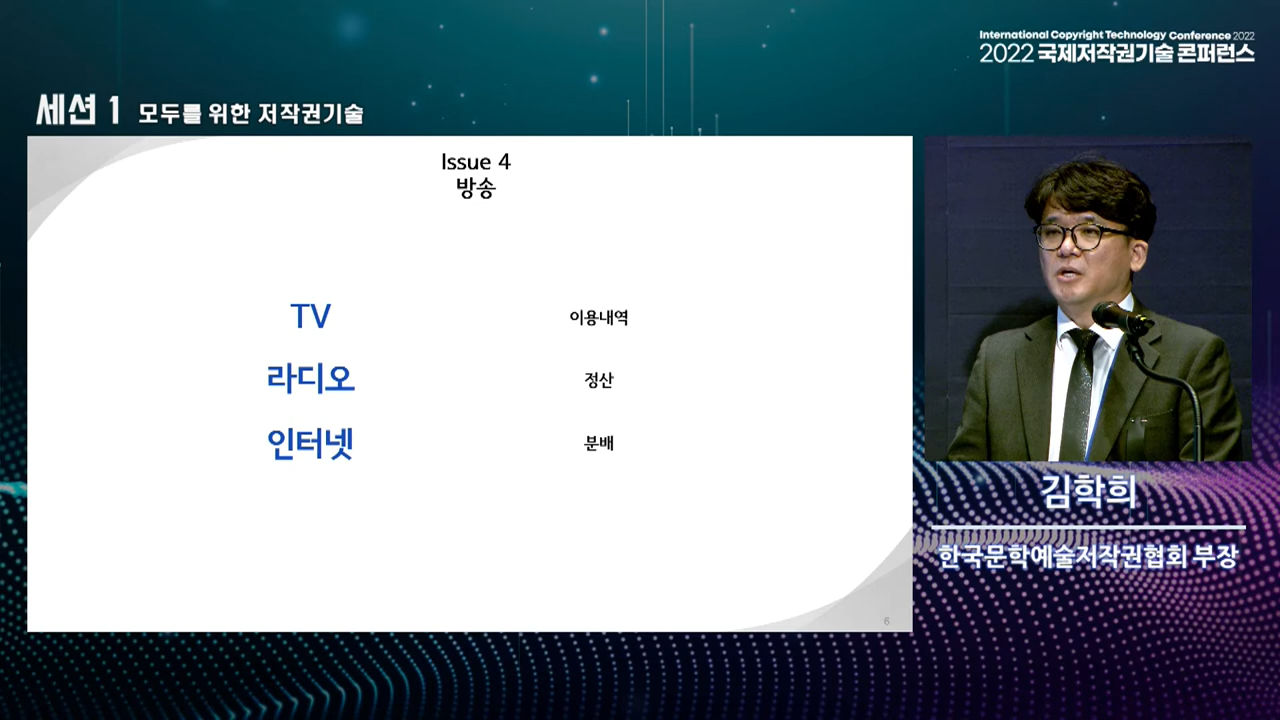 International Copyright Technology Conference 2022
2022 국제저작권기술 콘퍼런스
세션 1 모두를 위한 저작권기술
Issue 4
방송
TV 이용내역
라디오 정산
인터넷 분배
6
김학희
한국문학예술저작권협회 부장